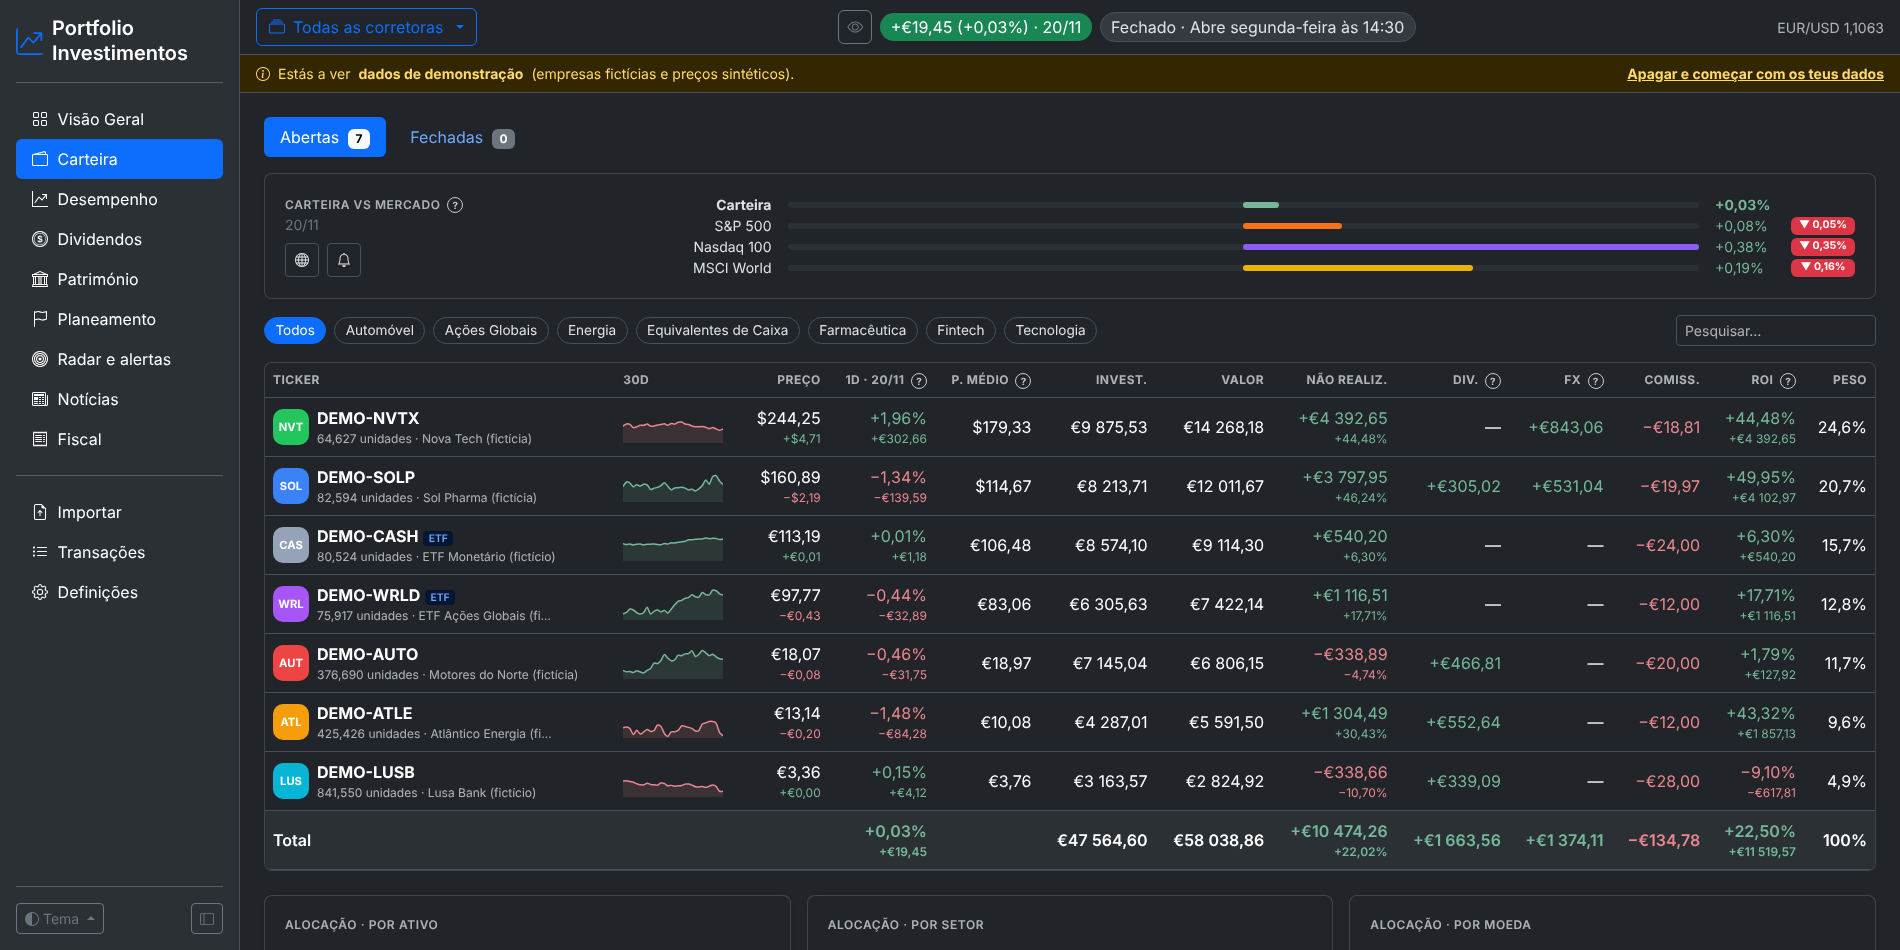 Portfolio
Investimentos
Visão Geral
Carteira
Desempenho
Dividendos
Património
Planeamento
Radar e alertas
Notícias
Fiscal
Importar
Transações
Definições
Tema
Todas as corretoras
+€19,45 (+0,03%) · 20/11
Fechado · Abre segunda-feira às 14:30
EUR/USD 1,1063
Estás a ver dados de demonstração (empresas fictícias e preços sintéticos).
Apagar e começar com os teus dados
Abertas 7
Fechadas 0
CARTEIRA VS MERCADO ?
20/11
Carteira +0,03%
S&P 500 +0,08% ▼ 0,05%
Nasdaq 100 +0,38% ▼ 0,35%
MSCI World +0,19% ▼ 0,16%
Todos Automóvel Ações Globais Energia Equivalentes de Caixa Farmacêutica Fintech Tecnologia
Pesquisar...
TICKER 30D PREÇO 1D · 20/11 ? P. MÉDIO ? INVEST. VALOR NÃO REALIZ. DIV. ? FX ? COMISS. ROI ? PESO
NVT DEMO-NVTX $244,25 +1,96% $179,33 €9 875,53 €14 268,18 +€4 392,65 — +€843,06 −€18,81 +44,48% 24,6%
64,627 unidades · Nova Tech (fictícia) +$4,71 +€302,66 +44,48% +€4 392,65
SOL DEMO-SOLP $160,89 −1,34% $114,67 €8 213,71 €12 011,67 +€3 797,95 +€305,02 +€531,04 −€19,97 +49,95% 20,7%
82,594 unidades · Sol Pharma (fictícia) −$2,19 −€139,59 +46,24% +€4 102,97
CAS DEMO-CASH ETF €113,19 +0,01% €106,48 €8 574,10 €9 114,30 +€540,20 — — −€24,00 +6,30% 15,7%
80,524 unidades · ETF Monetário (fictício) +€0,01 +€1,18 +6,30% +€540,20
WRL DEMO-WRLD ETF €97,77 −0,44% €83,06 €6 305,63 €7 422,14 +€1 116,51 — — −€12,00 +17,71% 12,8%
75,917 unidades · ETF Ações Globais (fi... −€0,43 −€32,89 +17,71% +€1 116,51
AUT DEMO-AUTO €18,07 −0,46% €18,97 €7 145,04 €6 806,15 −€338,89 +€466,81 — −€20,00 +1,79% 11,7%
376,690 unidades · Motores do Norte (fictícia) −€0,08 −€31,75 −4,74% +€127,92
ATL DEMO-ATLE €13,14 −1,48% €10,08 €4 287,01 €5 591,50 +€1 304,49 +€552,64 — −€12,00 +43,32% 9,6%
425,426 unidades · Atlântico Energia (fi... −€0,20 −€84,28 +30,43% +€1 857,13
LUS DEMO-LUSB €3,36 +0,15% €3,76 €3 163,57 €2 824,92 −€338,66 +€339,09 — −€28,00 −9,10% 4,9%
841,550 unidades · Lusa Bank (fictício) +€0,00 +€4,12 −10,70% −€617,81
Total +0,03% €47 564,60 €58 038,86 +€10 474,26 +€1 663,56 +€1 374,11 −€134,78 +22,50% 100%
+€19,45 +22,02% +€11 519,57
ALOCAÇÃO · POR ATIVO
ALOCAÇÃO · POR SETOR
ALOCAÇÃO · POR MOEDA